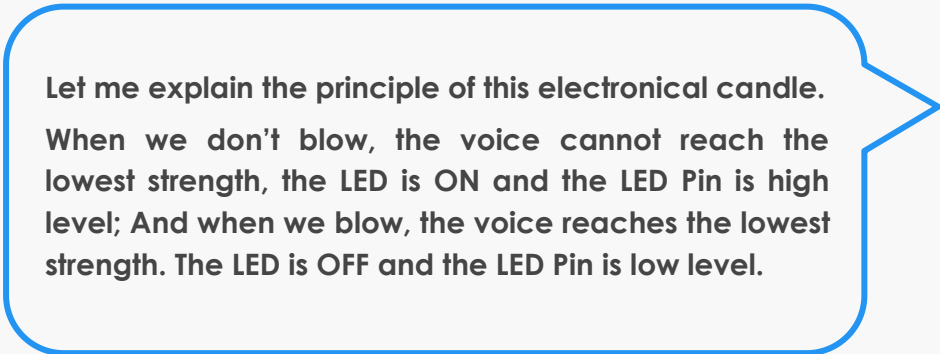 Let me explain the principle of this electronical candle.
When we don't blow, the voice cannot reach the
lowest strength, the LED is ON and the LED Pin is high
level; And when we blow, the voice reaches the lowest
strength. The LED is OFF and the LED Pin is low level.